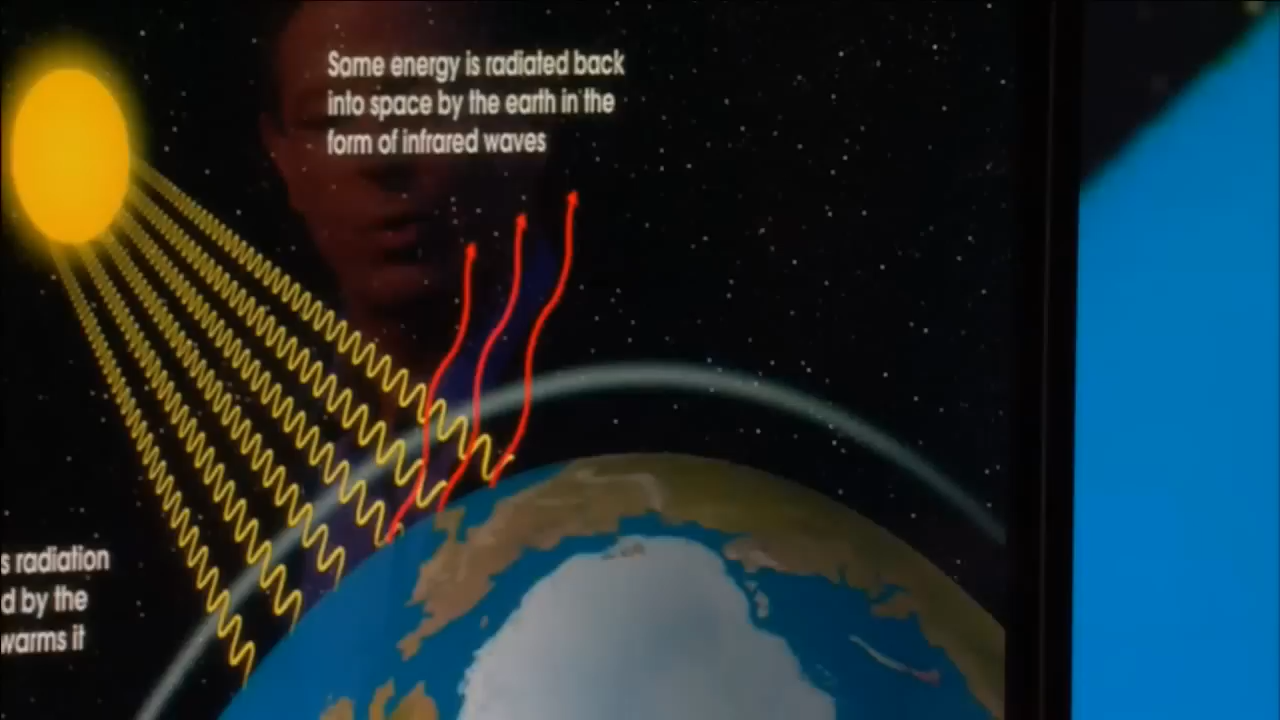 Some energy is radiated back
into space by the earth in the
form of infrared waves
s radiation
d by the
warms it